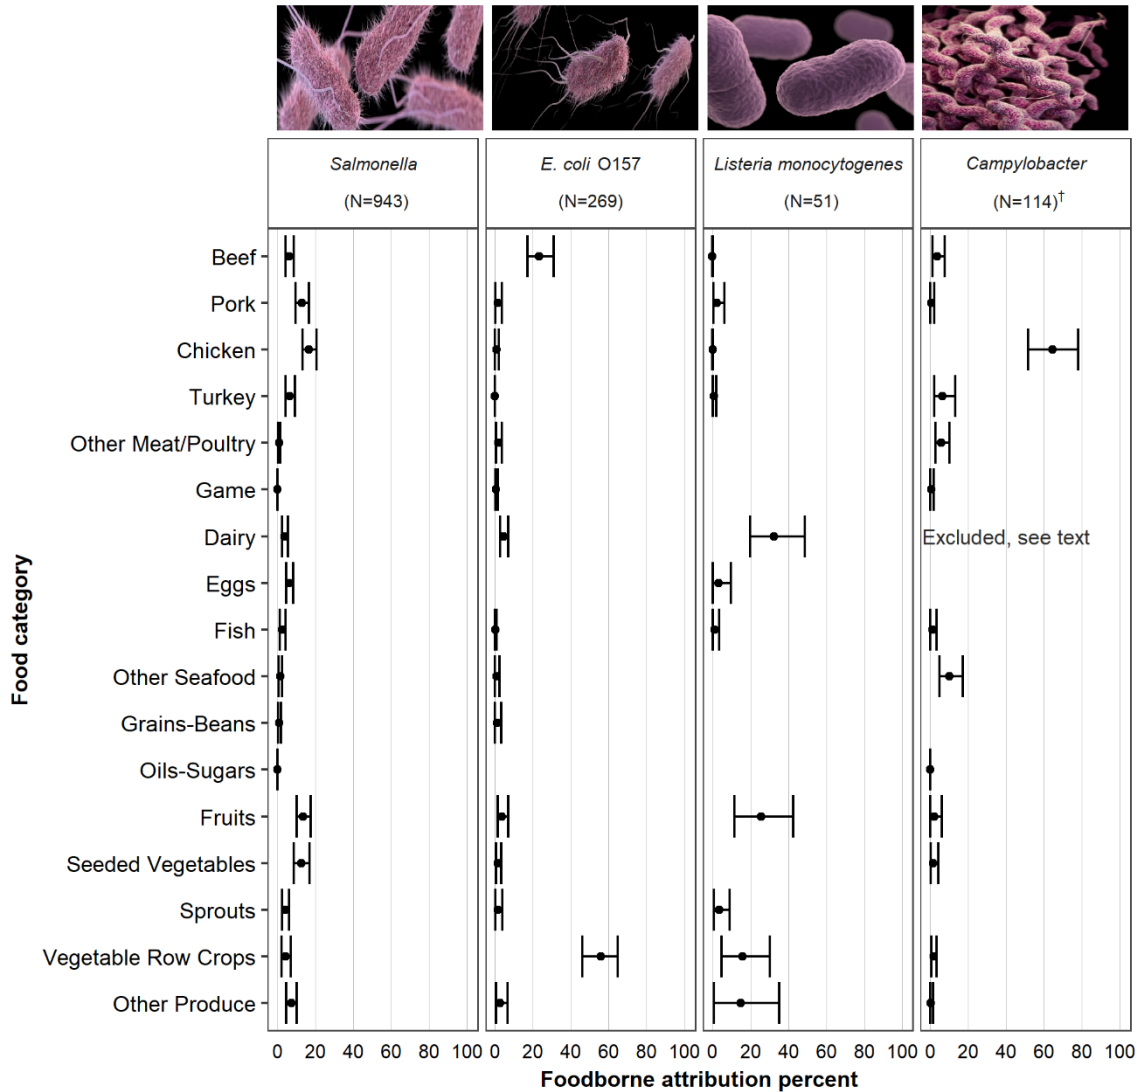 Salmonella
(N=943)
E. coli O157
(N=269)
Listeria monocytogenes
(N=51)
Campylobacter
(N=114)†
Food category
Beef
Pork
Chicken
Turkey
Other Meat/Poultry
Game
Dairy
Excluded, see text
Eggs
Fish
Other Seafood
Grains-Beans
Oils-Sugars
Fruits
Seeded Vegetables
Sprouts
Vegetable Row Crops
Other Produce
0 20 40 60 80 100
0 20 40 60 80 100
0 20 40 60 80 100
0 20 40 60 80 100
Foodborne attribution percent